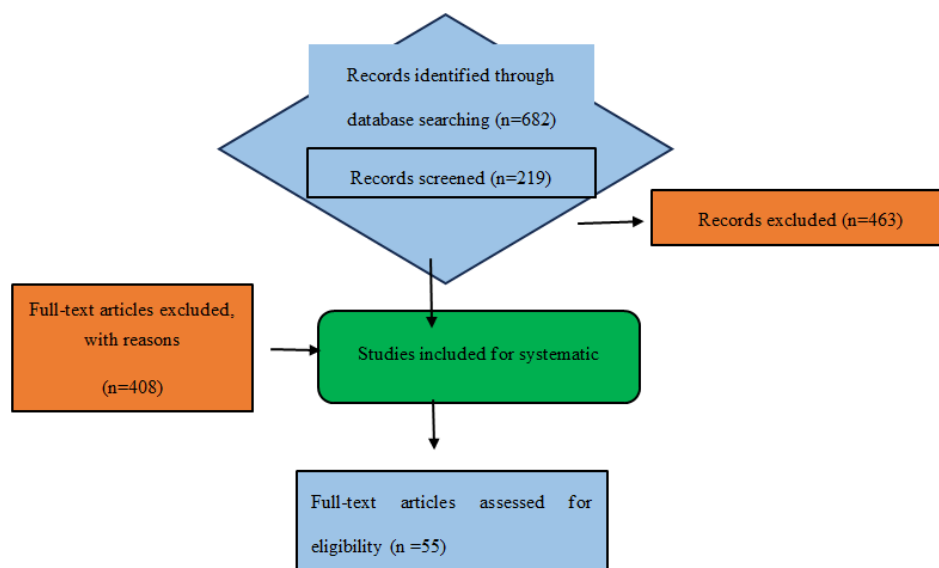 Records identified through
database searching (n=682)
Records screened (n=219)
Records excluded (n=463)
Full-text articles excluded,
with reasons
(n=408)
Studies included for systematic
Full-text articles assessed for
eligibility (n =55)